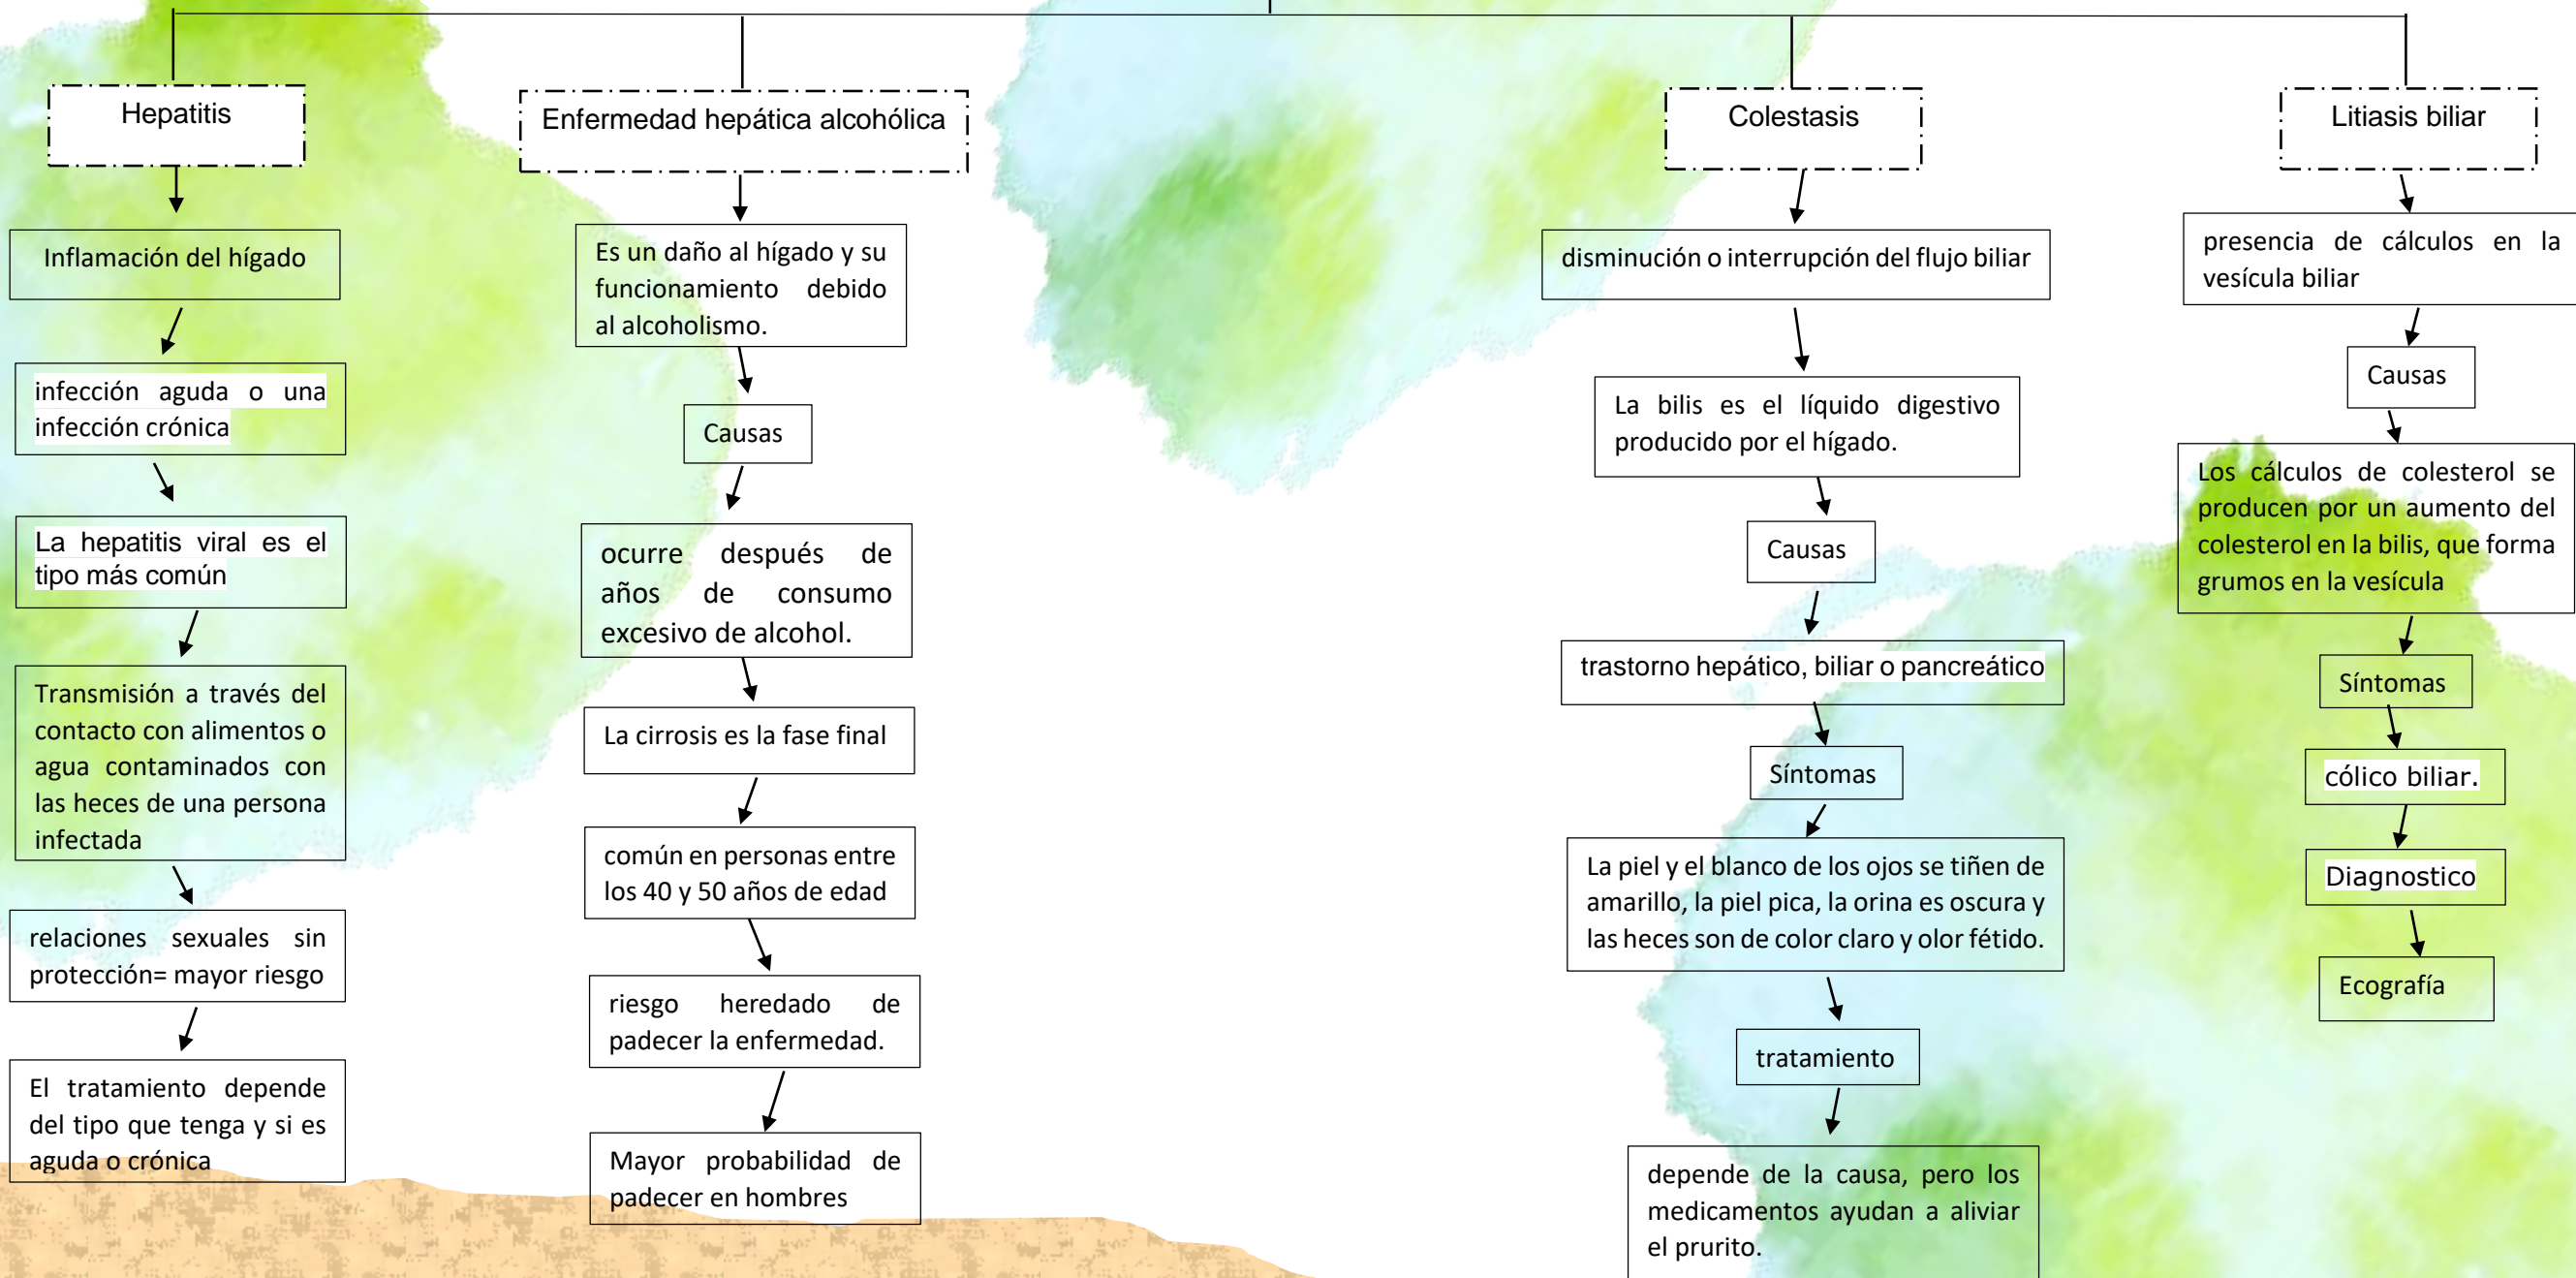 Hepatitis
Inflamación del hígado
infección aguda o una
infección crónica
La hepatitis viral es el
tipo más común
Transmisión a través del
contacto con alimentos o
agua contaminados con
las heces de una persona
infectada
relaciones sexuales sin
protección= mayor riesgo
El tratamiento depende
del tipo que tenga y si es
aguda o crónica
Enfermedad hepática alcohólica
Es un daño al hígado y su
funcionamiento debido
al alcoholismo.
Causas
ocurre después de
años de consumo
excesivo de alcohol.
La cirrosis es la fase final
común en personas entre
los 40 y 50 años de edad
riesgo heredado de
padecer la enfermedad.
Mayor probabilidad de
padecer en hombres
Colestasis
disminución o interrupción del flujo biliar
La bilis es el líquido digestivo
producido por el hígado.
Causas
trastorno hepático, biliar o pancreático
Síntomas
La piel y el blanco de los ojos se tiñen de
amarillo, la piel pica, la orina es oscura y
las heces son de color claro y olor fétido.
tratamiento
depende de la causa, pero los
medicamentos ayudan a aliviar
el prurito.
Litiasis biliar
presencia de cálculos en la
vesícula biliar
Causas
Los cálculos de colesterol se
producen por un aumento del
colesterol en la bilis, que forma
grumos en la vesícula
Síntomas
cólico biliar.
Diagnostico
Ecografía